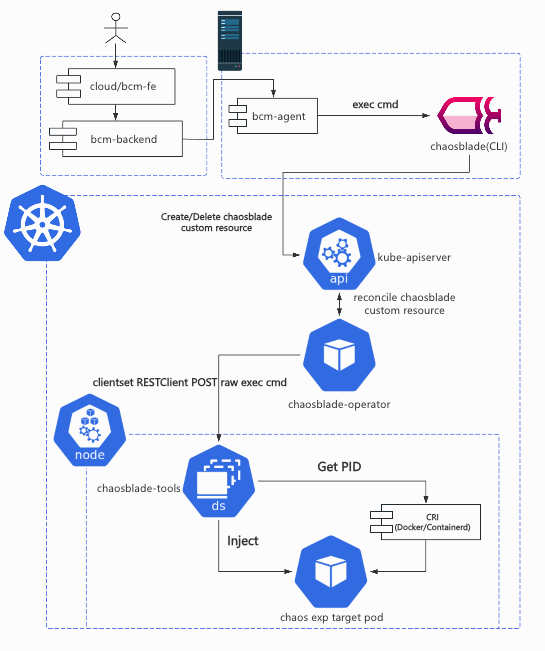 cloud/bcm-fe
bcm-backend
bcm-agent
exec cmd
chaosblade(CLI)
Create/Delete chaosblade
custom resource
kube-apiserver
api
reconcile chaosblade
custom resource
clientset RESTClient POST raw exec cmd
chaosblade-operator
node
chaosblade-tools
ds
Get PID
CRI
(Docker/Containerd)
Inject
chaos exp target pod